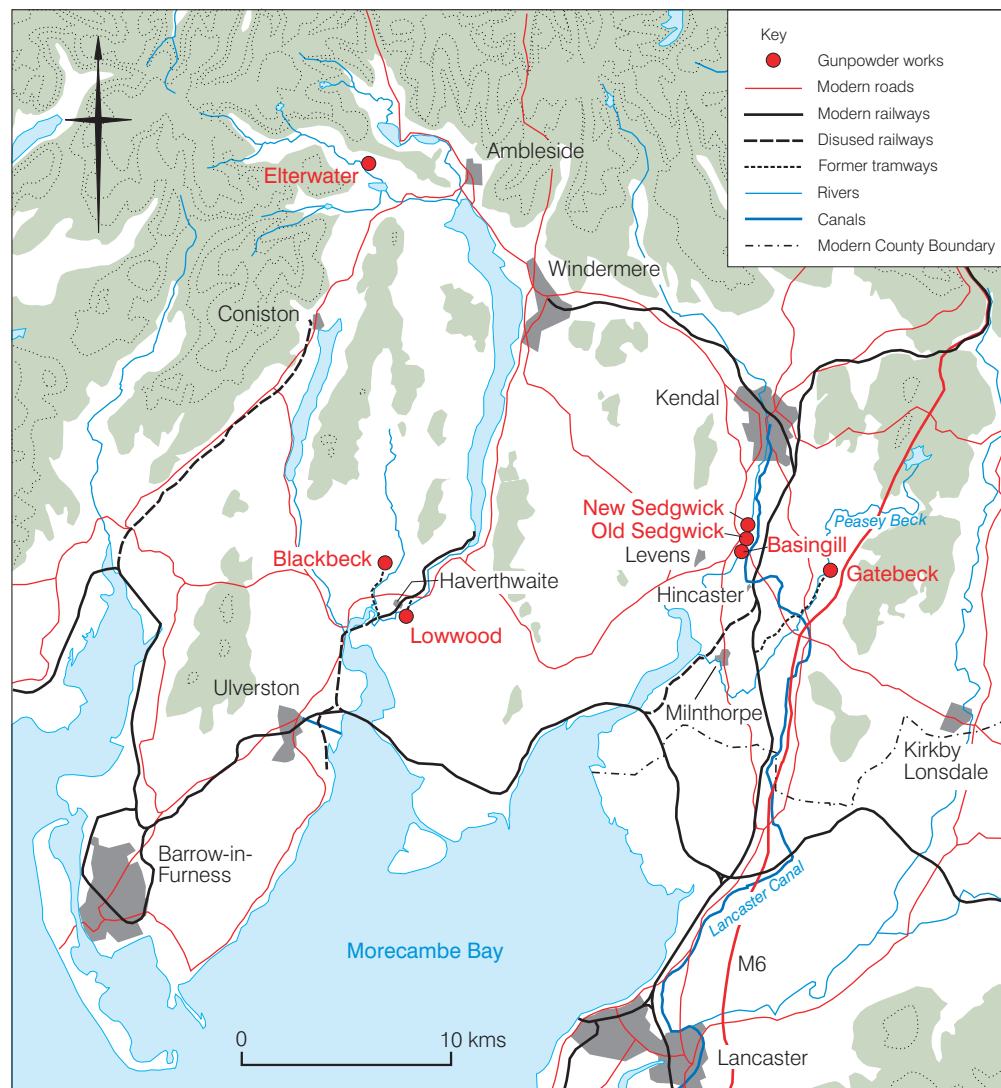 Key
Gunpowder works
Modern roads
Modern railways
Disused railways
Former tramways
Rivers
Canals
Modern County Boundary
Ambleside
Elterwater
Windermere
Coniston
Kendal
New Sedgwick
Old Sedgwick
Peasey Beck
Basingill
Levens
Blackbeck
Haverthwaite
Gatebeck
Hincaster
Lowwood
Ulverston
Milnthorpe
Kirkby
Lonsdale
Barrow-in-
Furness
Lancaster Canal
Morecambe Bay
M6
0
10 kms
Lancaster